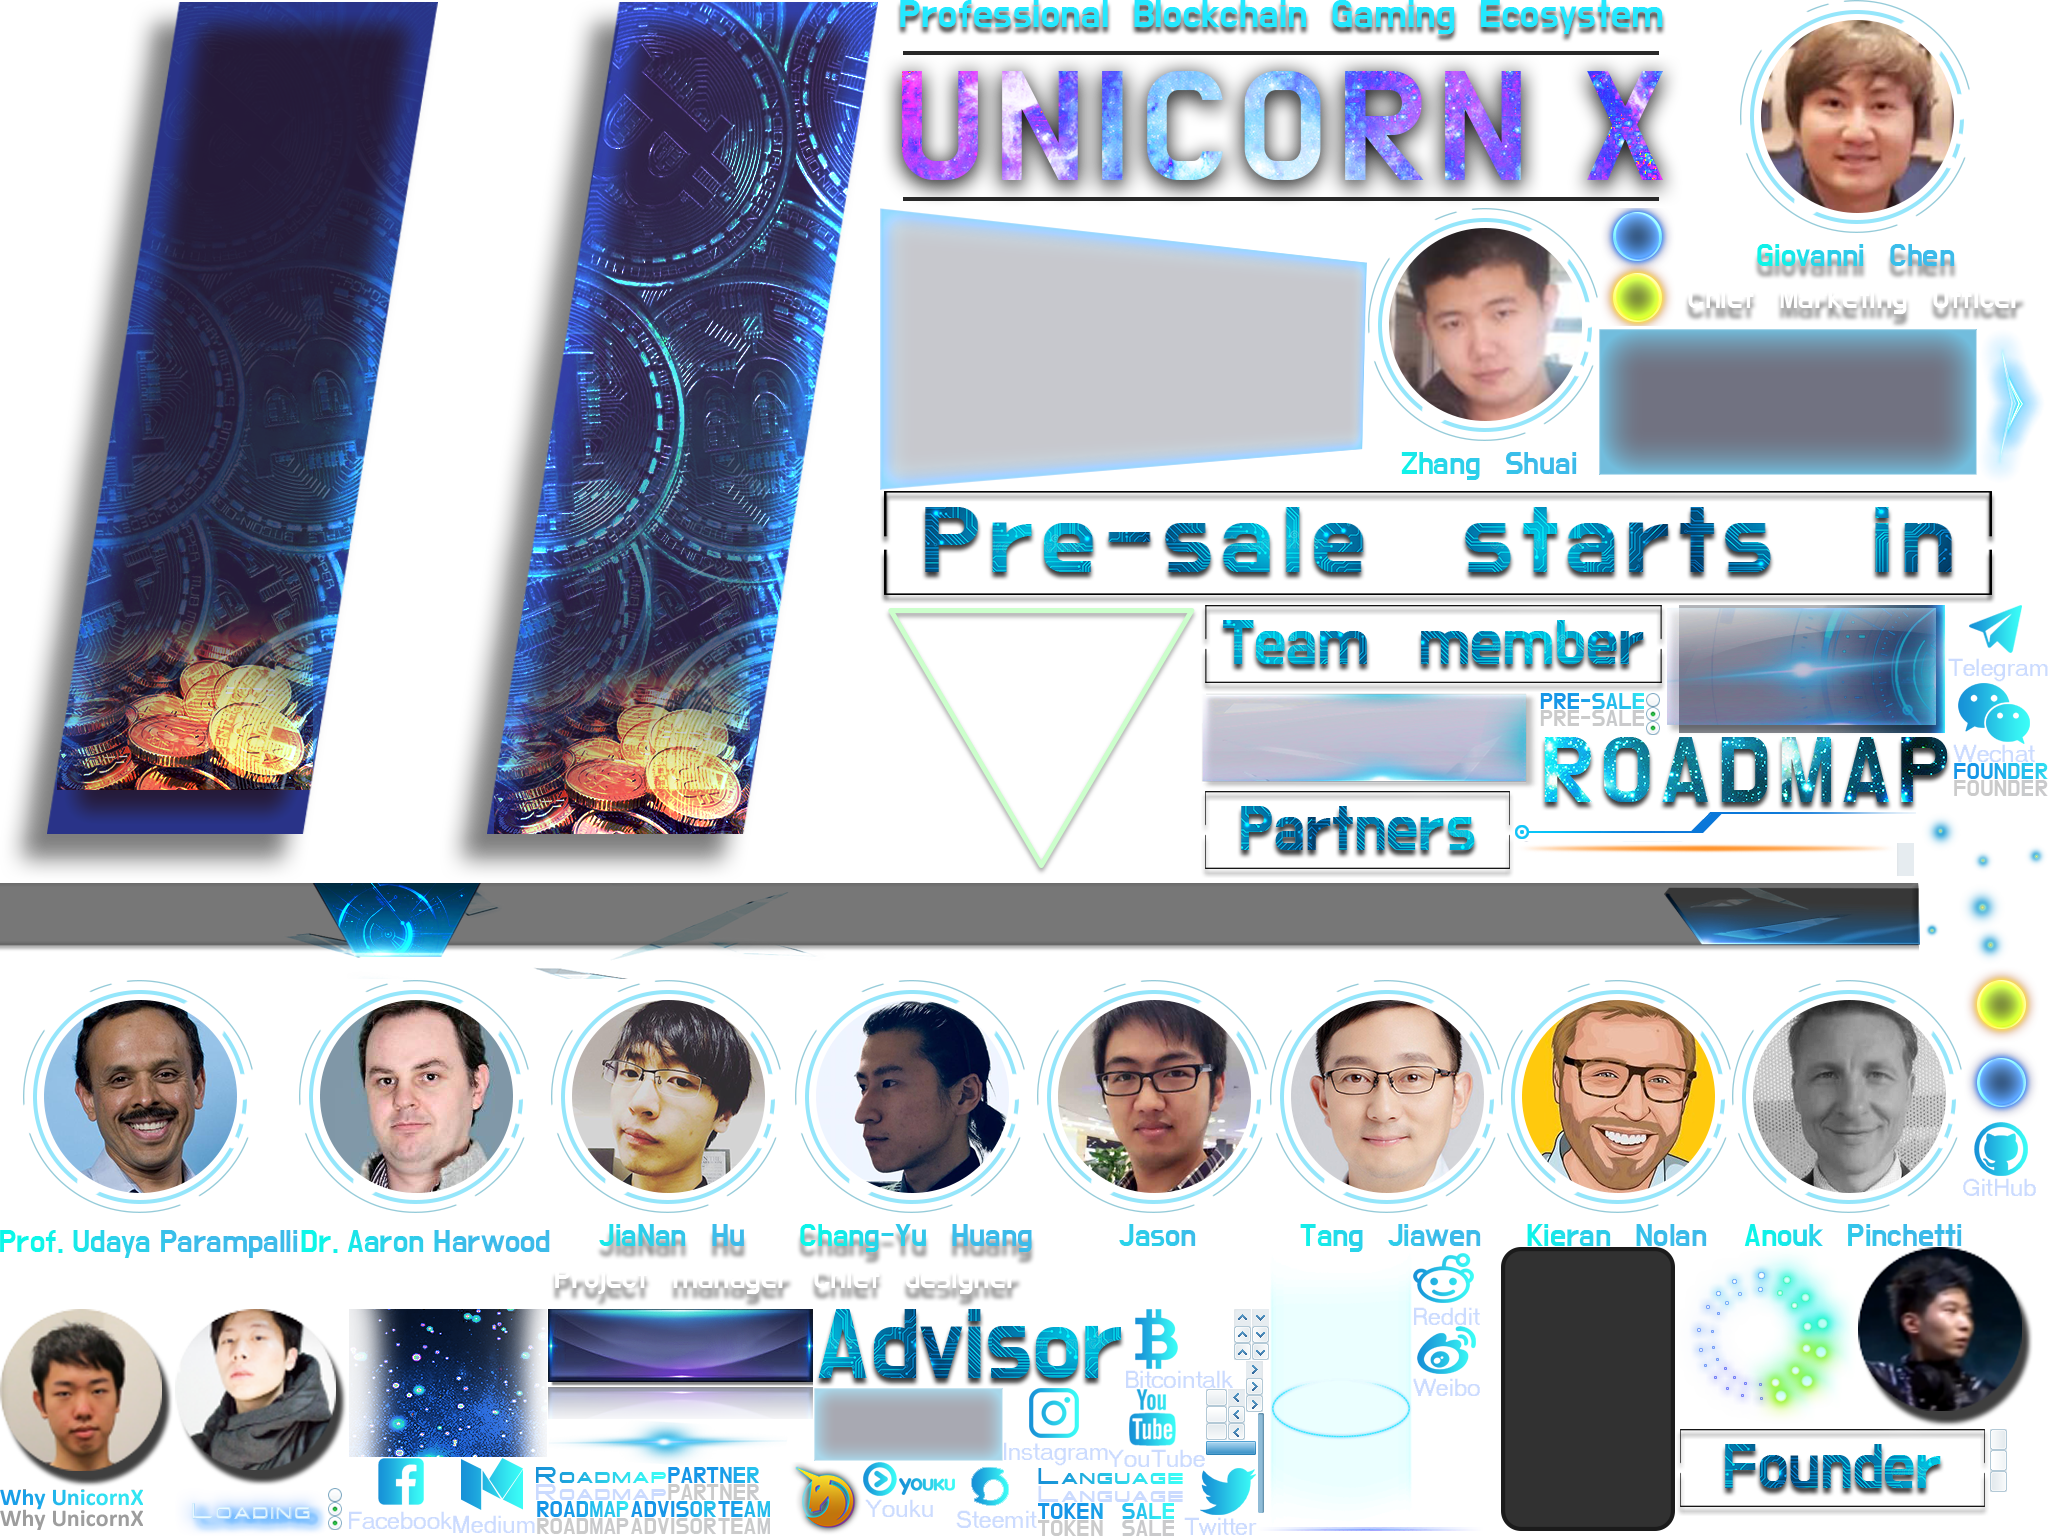 Professional Blockchain Gaming Ecosystem
UNICORN X
Giovanni Chen
Chief Marketing Officer
Zhang Shuai
Pre-sale starts in
Team member
PRE-SALE
PRE-SALE
Telegram
ROADMAP
Wechat
FOUNDER
FOUNDER
Partners
Prof. Udaya Parampalli
Dr. Aaron Harwood
JiaNan Hu
Chang-Yu Huang
Jason
Tang Jiawen
Kieran Nolan
Anouk Pinchetti
GitHub
Project manager
Chief designer
Advisor
Reddit
Bitcointalk
Weibo
Instagram
You
Tube
YouTube
Founder
Why UnicornX
Why UnicornX
LOADING
Facebook
Medium
ROADMAP
PARTNER
ROADMAP
PARTNER
ROADMAP ADVISOR TEAM
ROADMAP ADVISOR TEAM
YOUKU
Youku
Steemit
LANGUAGE
LANGUAGE
TOKEN SALE
TOKEN SALE
Twitter